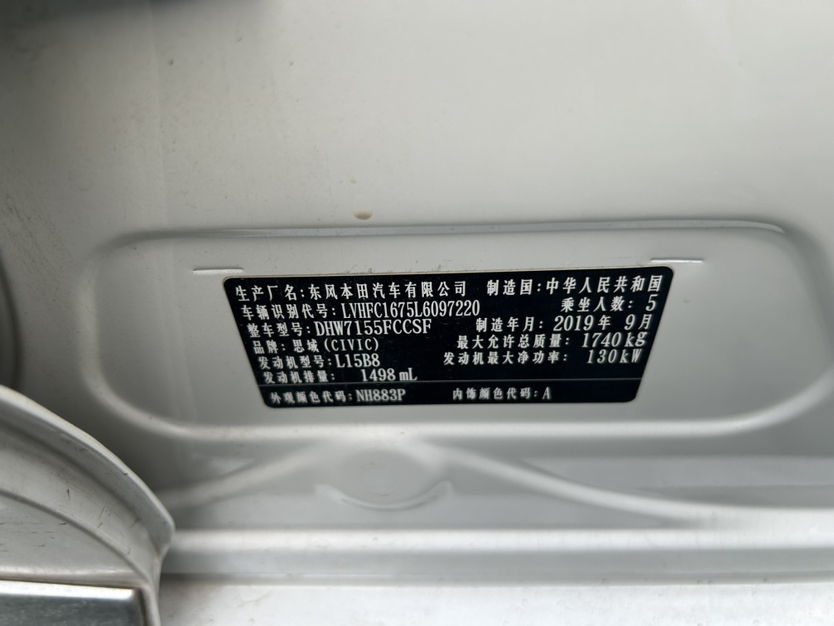 生产厂名:东风本田汽车有限公司 制造国:中华人民共和国
车辆识别代号:LVHFC1675L6097220 乘坐人数:5
整车型号:DHW7155FCCSF 制造年月:2019年9月
品牌:思域(CIVIC) 最大允许总质量:1740kg
发动机型号:L15B8 发动机最大净功率:130kW
发动机排量:1498mL
外观颜色代码:NH883P 内饰颜色代码:A